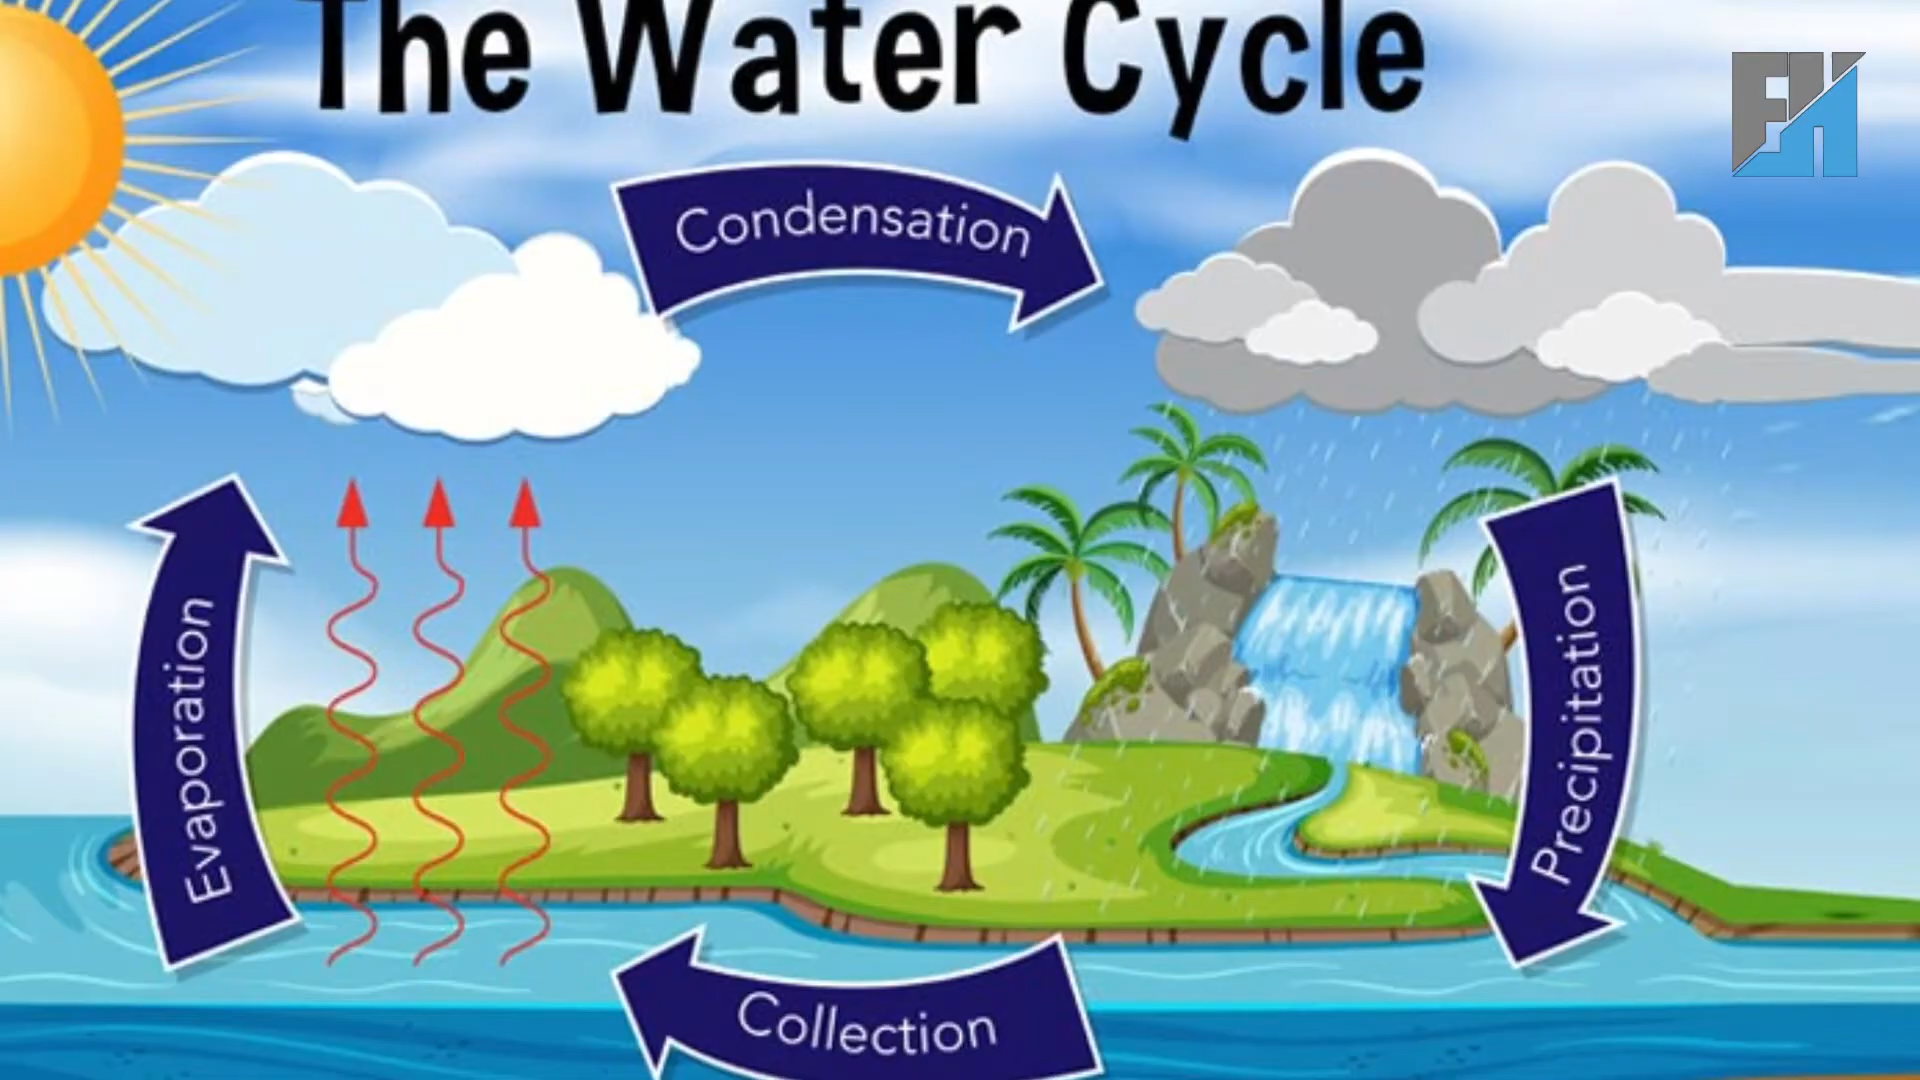 The Water Cycle
Condensation
Evaporation
Precipitation
Collection